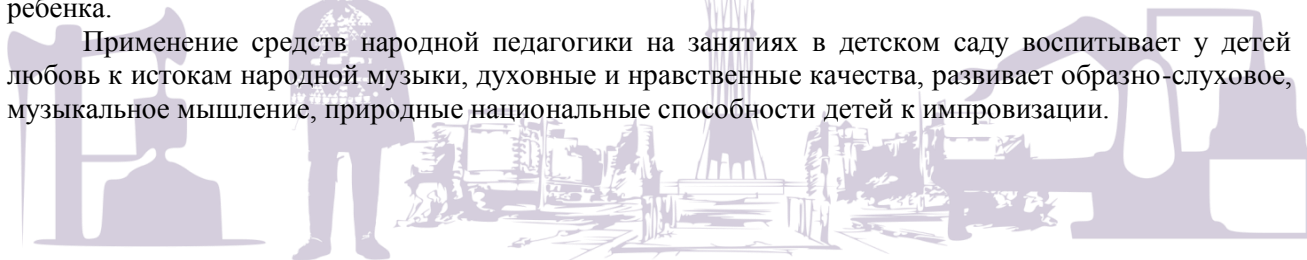 ребенка.
Применение средств народной педагогики на занятиях в детском саду воспитывает у детей
любовь к истокам народной музыки, духовные и нравственные качества, развивает образно-слуховое,
музыкальное мышление, природные национальные способности детей к импровизации.